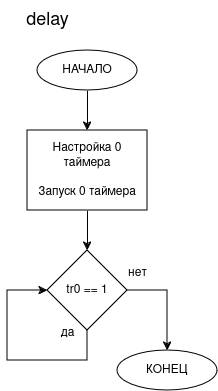 delay
НАЧАЛО
Настройка 0
таймера
Запуск 0 таймера
tr0 == 1
нет
да
КОНЕЦ